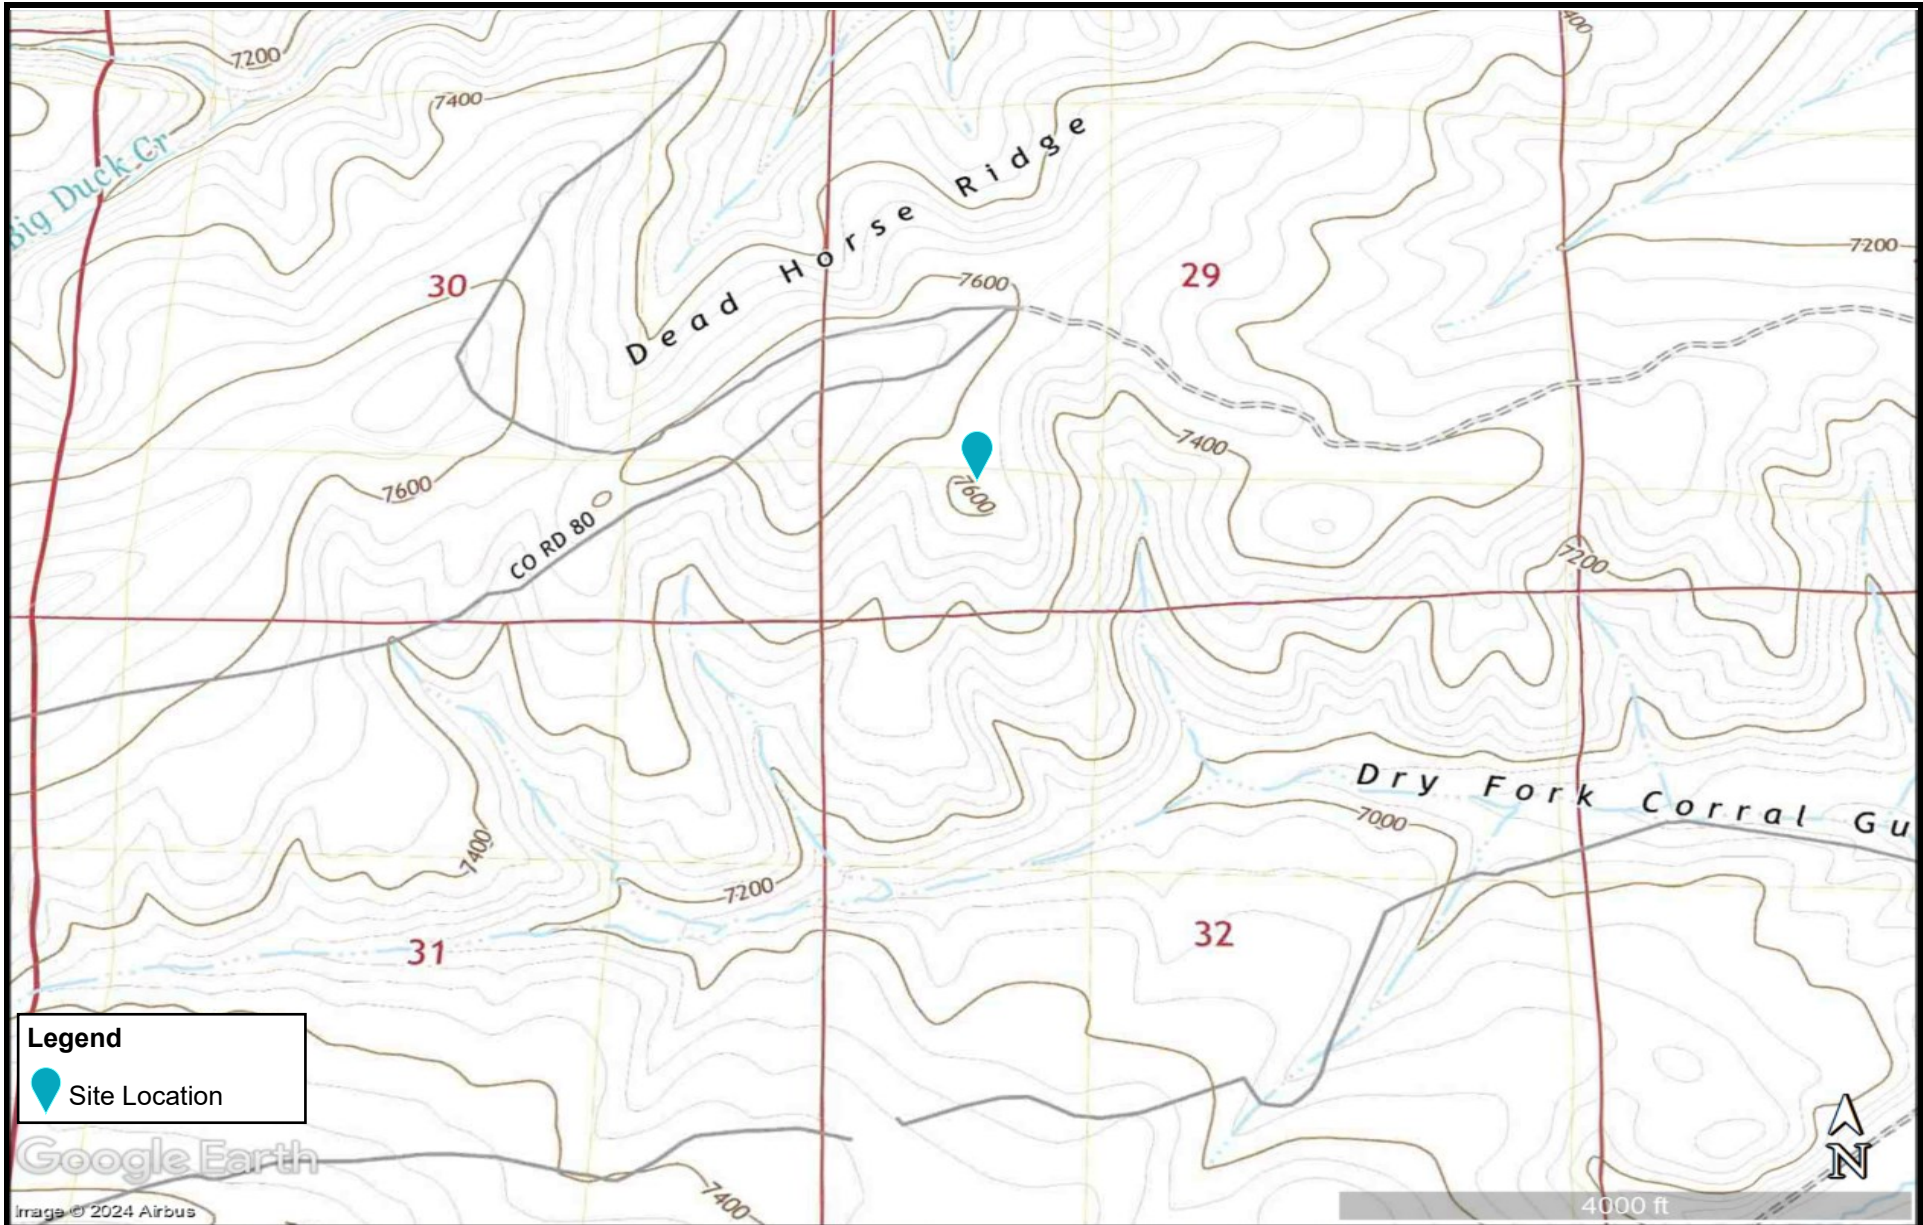 7200
400
7400
Big Duck Cr
Dead Horse Ridge
7200
30
29
7600
7400
7600
7600
CO RD 80
7200
Dry Fork Corral Gu
7000
7400
7200
31
32
Legend
Site Location
Google Earth
7400
N
Image © 2024 Airbus
4000 ft